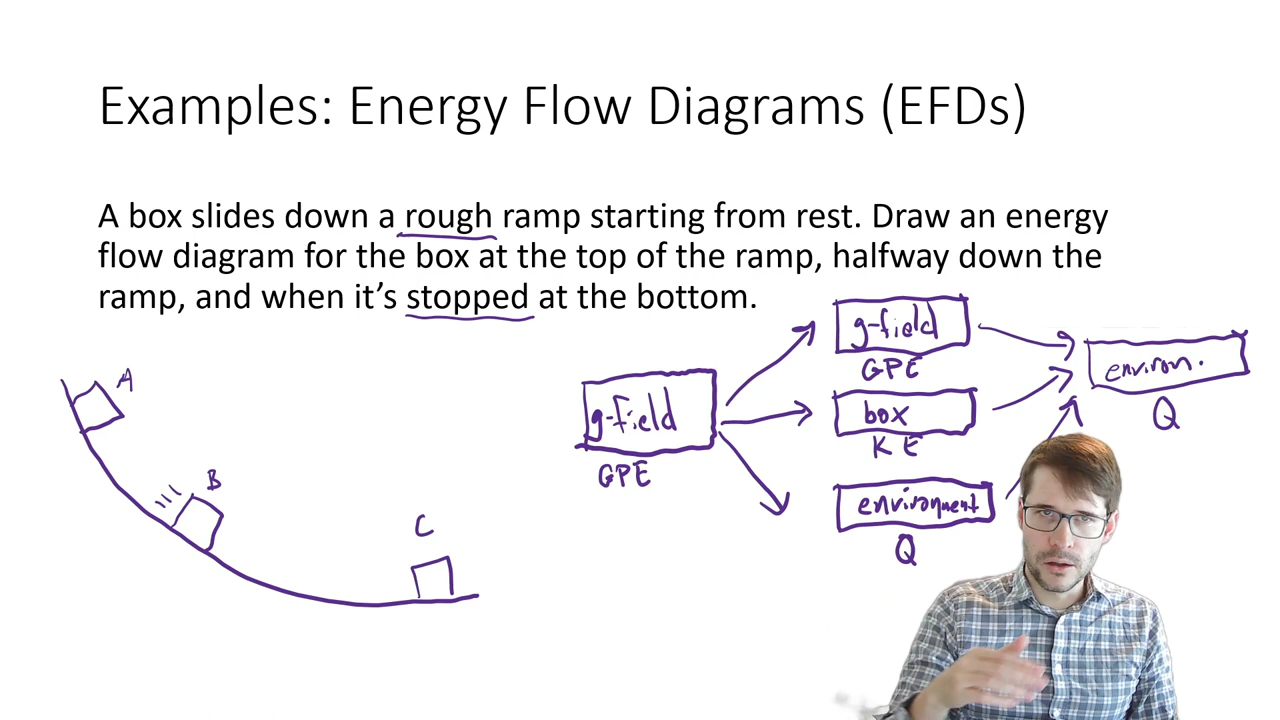 Examples: Energy Flow Diagrams (EFDs)
A box slides down a rough ramp starting from rest. Draw an energy
flow diagram for the box at the top of the ramp, halfway down the
ramp, and when it’s stopped at the bottom.
A
B
C
g-field
GPE
g-field
GPE
box
KE
environment
Q
environ.
Q